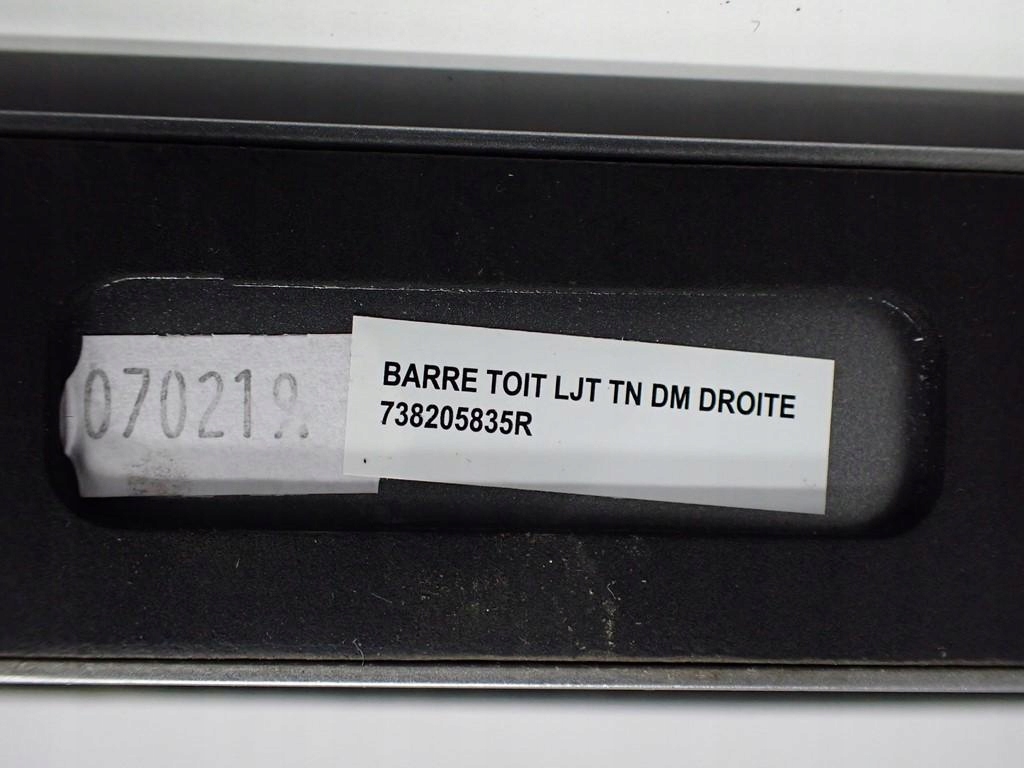 070219
BARRE TOIT LJT TN DM DROITE
738205835R